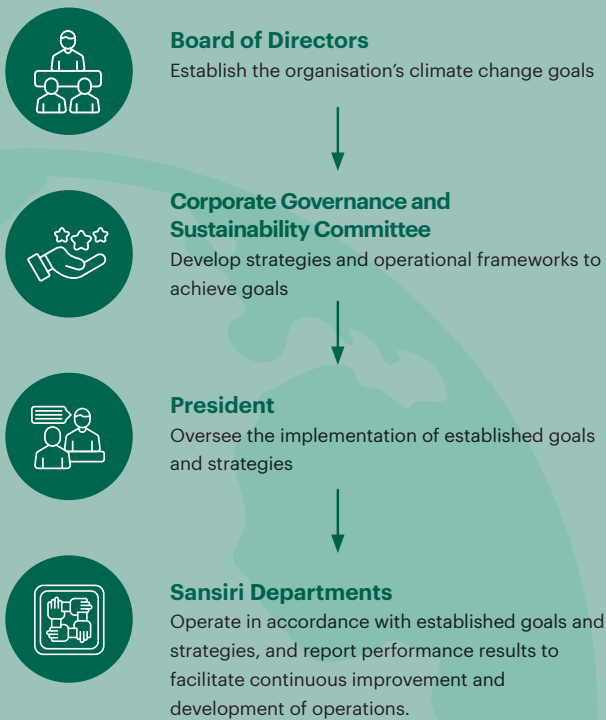 Board of Directors
Establish the organisation's climate change goals
Corporate Governance and
Sustainability Committee
Develop strategies and operational frameworks to
achieve goals
President
Oversee the implementation of established goals
and strategies
Sansiri Departments
Operate in accordance with established goals and
strategies, and report performance results to
facilitate continuous improvement and
development of operations.